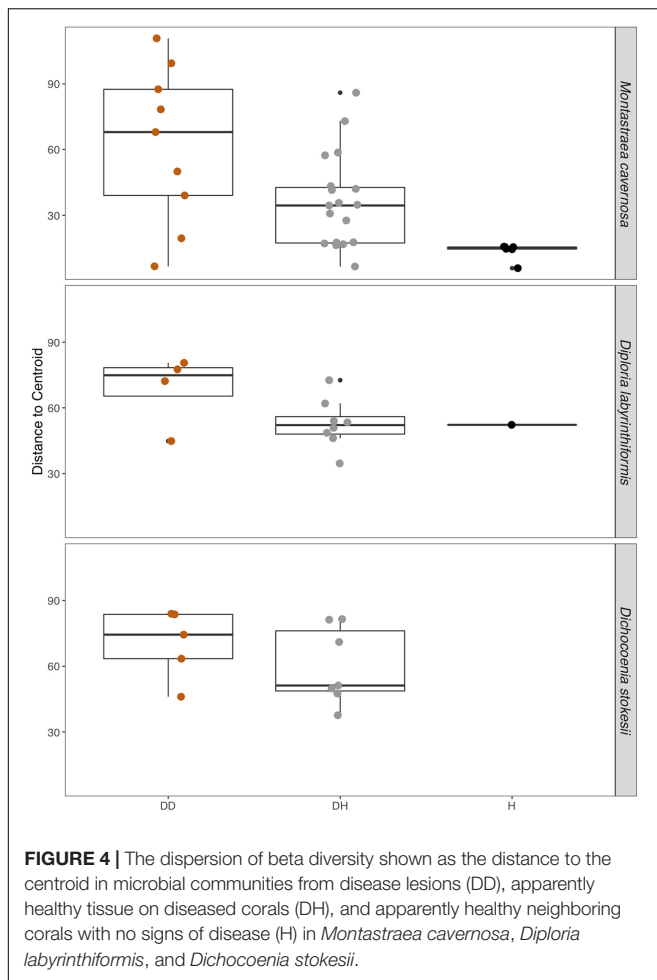 90
60
30
Montastraea cavernosa
90
60
30
Diploria labyrinthiformis
90
60
30
Dichocoenia stokesii
Distance to Centroid
DD DH H
FIGURE 4 | The dispersion of beta diversity shown as the distance to the
centroid in microbial communities from disease lesions (DD), apparently
healthy tissue on diseased corals (DH), and apparently healthy neighboring
corals with no signs of disease (H) in Montastraea cavernosa, Diploria
labyrinthiformis, and Dichocoenia stokesii.